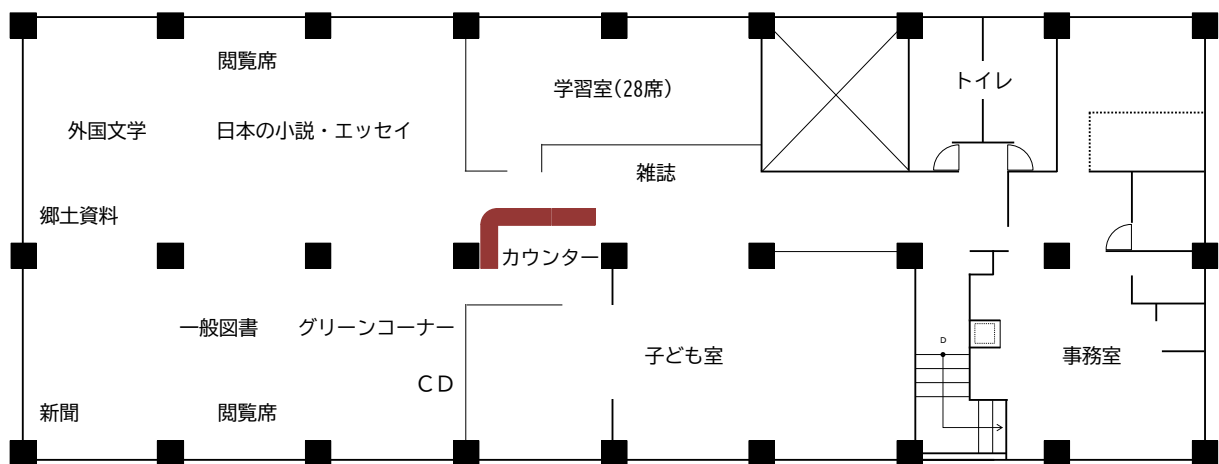 閲覧席
学習室(28席)
トイレ
外国文学
日本の小説・エッセイ
雑誌
郷土資料
カウンター
一般図書
グリーンコーナー
D
子ども室
事務室
CD
新聞
閲覧席